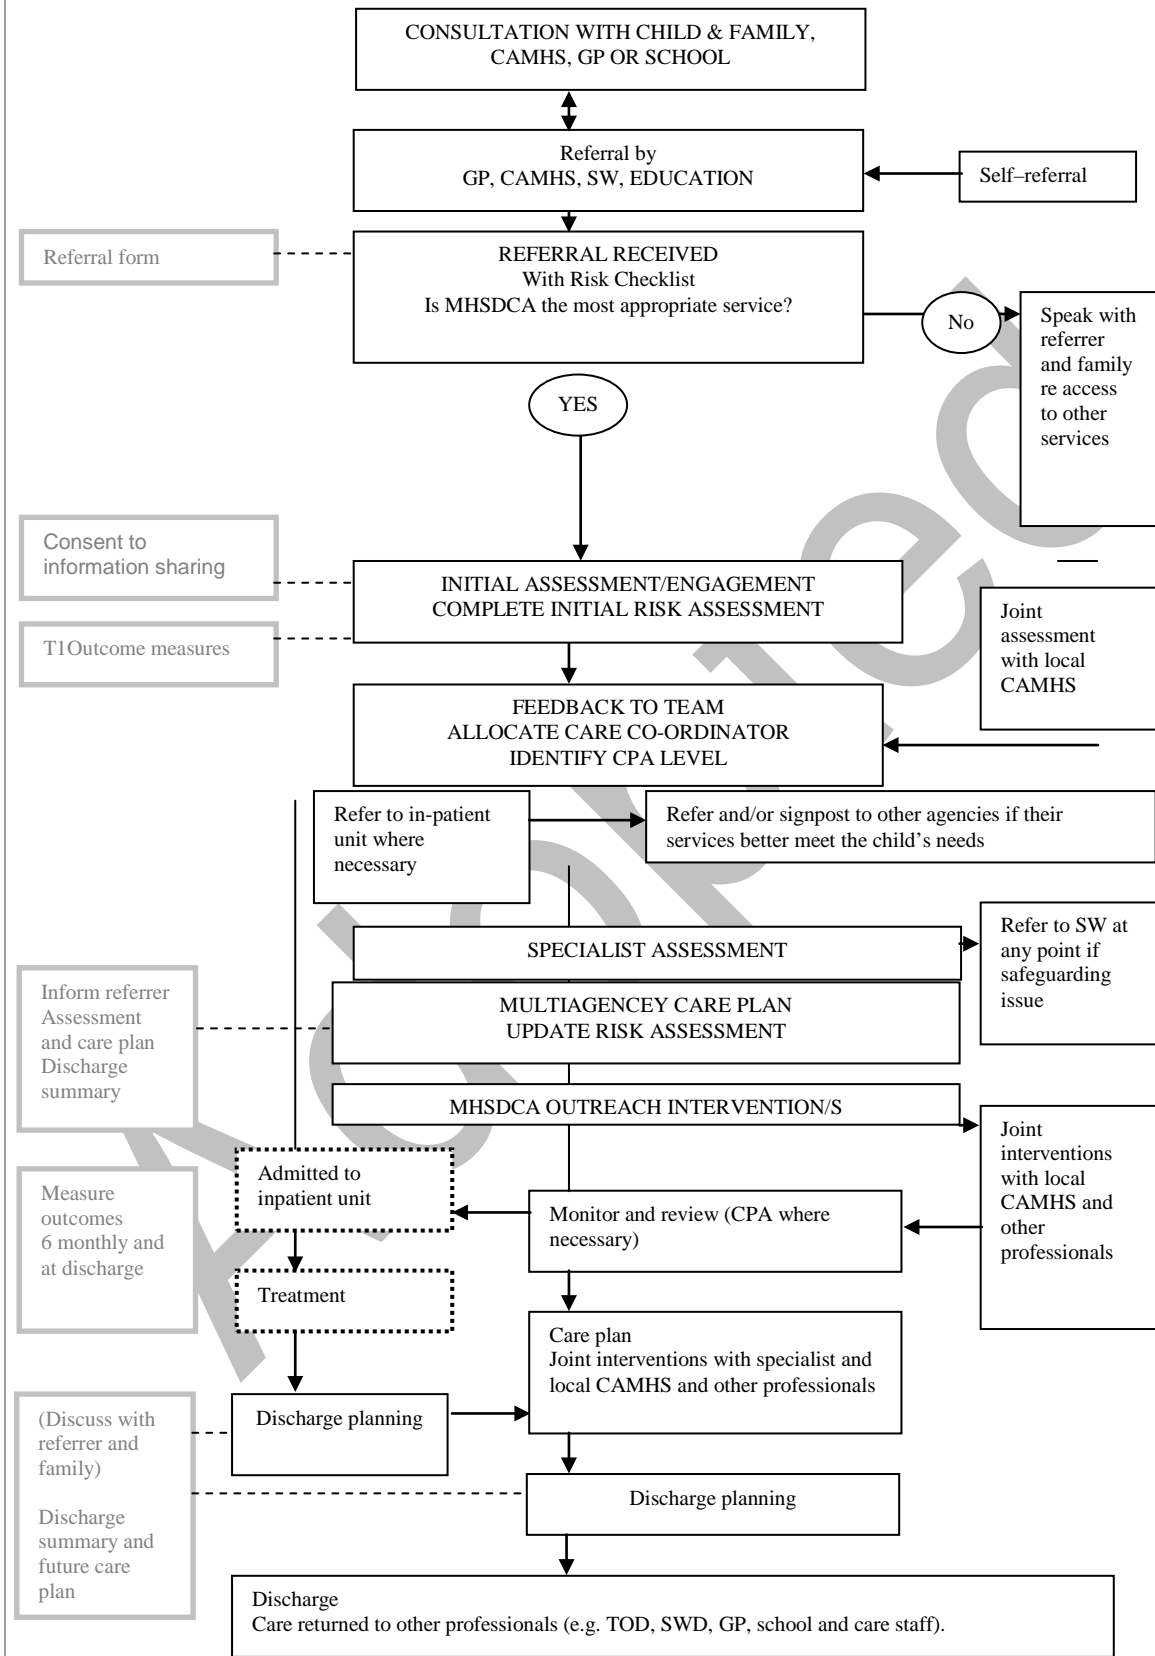 CONSULTATION WITH CHILD & FAMILY,
CAMHS, GP OR SCHOOL
Referral by
GP, CAMHS, SW, EDUCATION
Self–referral
Referral form
REFERRAL RECEIVED
With Risk Checklist
Is MHSDCA the most appropriate service?
No
Speak with
referrer
and family
re access
to other
services
YES
Consent to
information sharing
INITIAL ASSESSMENT/ENGAGEMENT
COMPLETE INITIAL RISK ASSESSMENT
T1Outcome measures
Joint
assessment
with local
CAMHS
FEEDBACK TO TEAM
ALLOCATE CARE CO-ORDINATOR
IDENTIFY CPA LEVEL
Refer to in-patient
unit where
necessary
Refer and/or signpost to other agencies if their
services better meet the child’s needs
SPECIALIST ASSESSMENT
Refer to SW at
any point if
safeguarding
issue
Inform referrer
Assessment
and care plan
Discharge
summary
MULTIAGENCEY CARE PLAN
UPDATE RISK ASSESSMENT
MHSDCA OUTREACH INTERVENTION/S
Joint
interventions
with local
CAMHS and
other
professionals
Admitted to
inpatient unit
Measure
outcomes
6 monthly and
at discharge
Monitor and review (CPA where
necessary)
Treatment
Care plan
Joint interventions with specialist and
local CAMHS and other professionals
(Discuss with
referrer and
family)
Discharge
summary and
future care
plan
Discharge planning
Discharge planning
Discharge
Care returned to other professionals (e.g. TOD, SWD, GP, school and care staff).
Adopted